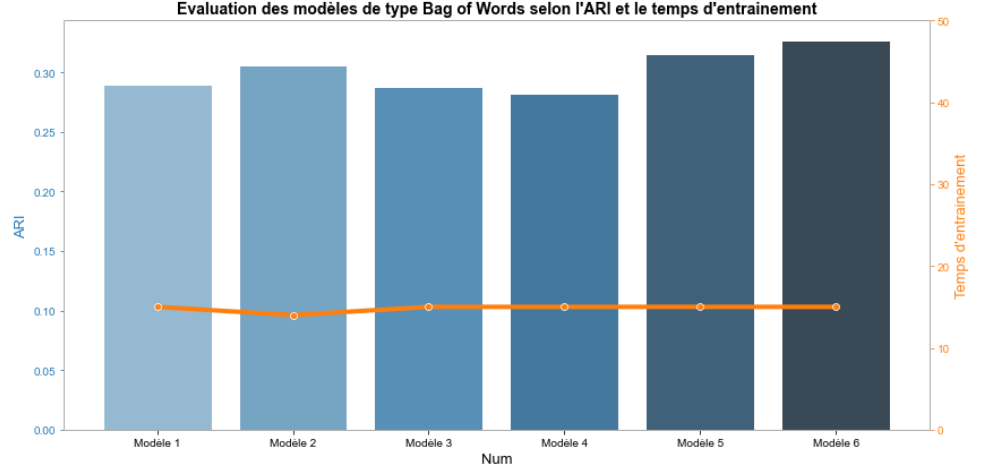 Evaluation des modèles de type Bag of Words selon l'ARI et le temps d'entrainement
50
0.30
40
0.25
30
0.20
ARI
Temps d'entrainement
0.15
20
0.10
10
0.05
0.00
0
Modèle 1 Modèle 2 Modèle 3 Modèle 4 Modèle 5 Modèle 6
Num